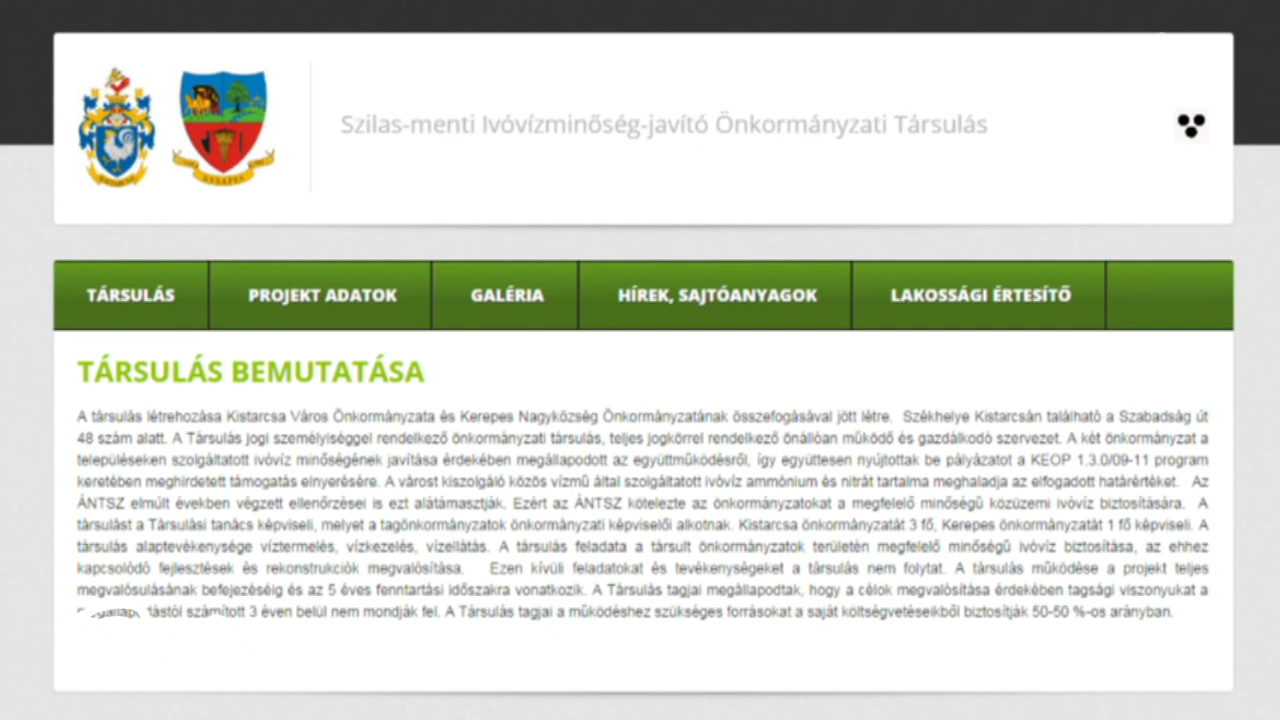 Szilas-menti Ivóvízminőség-javító Önkormányzati Társulás
TÁRSULÁS PROJEKT ADATOK GALÉRIA HÍREK, SAJTÓANYAGOK LAKOSSÁGI ÉRTESÍTŐ
TÁRSULÁS BEMUTATÁSA
A társulás létrehozása Kistarcsa Város Önkormányzata és Kerepes Nagyközség Önkormányzatának összefogásával jött létre. Székhelye Kistarcsán található a Szabadság út
48 szám alatt. A Társulás jogi személyiséggel rendelkező önkormányzati társulás, teljes jogkörrel rendelkező önállóan működő és gazdálkodó szervezet. A két önkormányzat a
településeken szolgáltatott ivóvíz minőségének javítása érdekében megállapodott az együttműködésről, így együttesen nyújtottak be pályázatot a KEOP 1.3.0/09-11 program
keretében meghirdetett támogatás elnyerésére. A várost kiszolgáló közös vízmű által szolgáltatott ivóvíz ammónium és nitrát tartalma meghaladja az elfogadott határértéket. Az
ÁNTSZ elmúlt években végzett ellenőrzései is ezt alátámasztják. Ezért az ÁNTSZ kötelezte az önkormányzatokat a megfelelő minőségű közüzemi ivóvíz biztosítására. A
társulást a Társulási tanács képviseli, melyet a tagönkormányzatok önkormányzati képviselői alkotnak. Kistarcsa önkormányzatát 3 fő, Kerepes önkormányzatát 1 fő képviseli. A
társulás alaptevékenysége víztermelés, vízkezelés, vízellátás. A társulás feladata a társult önkormányzatok területén megfelelő minőségű ivóvíz biztosítása, az ehhez
kapcsolódó fejlesztések és rekonstrukciók megvalósítása. Ezen kívüli feladatokat és tevékenységeket a társulás nem folytat. A társulás működése a projekt teljes
megvalósulásának befejezéséig és az 5 éves fenntartási időszakra vonatkozik. A Társulás tagjai megállapodtak, hogy a célok megvalósítása érdekében tagsági viszonyukat a
számított 3 éven belül nem mondják fel. A Társulás tagjai a működéshez szükséges forrásokat a saját költségvetéseikből biztosítják 50-50 %-os arányban.